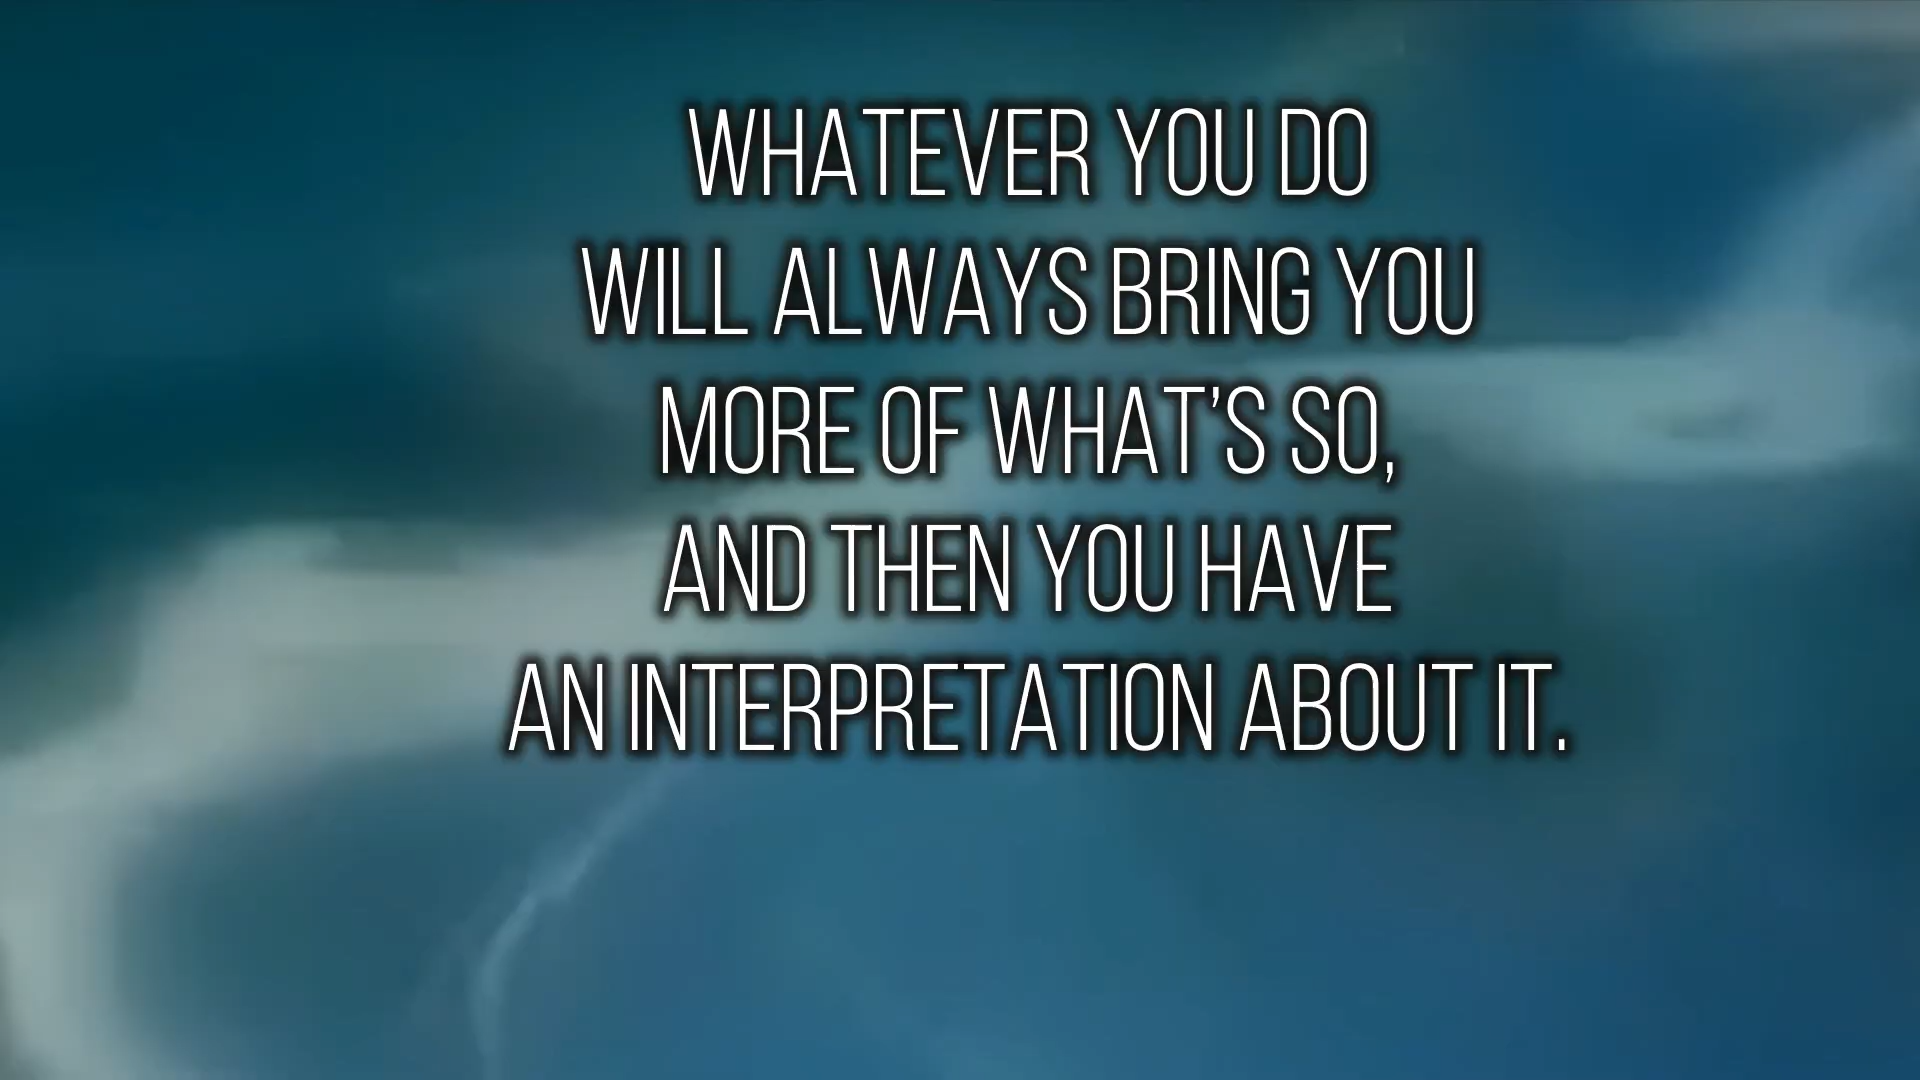 WHATEVER YOU DO
WILL ALWAYS BRING YOU
MORE OF WHAT'S SO,
AND THEN YOU HAVE
AN INTERPRETATION ABOUT IT.